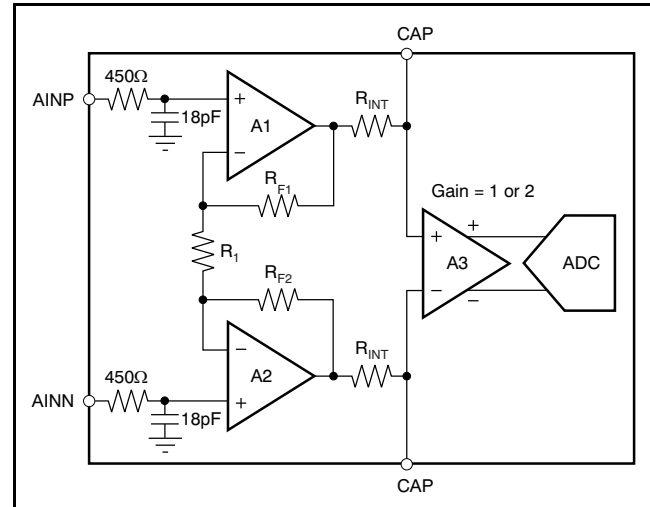 CAP
450Ω
AINP
18pF
+
A1
−
R_INT
R_F1
Gain = 1 or 2
R_1
+
+
A3
ADC
−
−
R_F2
−
R_INT
450Ω
A2
AINN
+
18pF
CAP